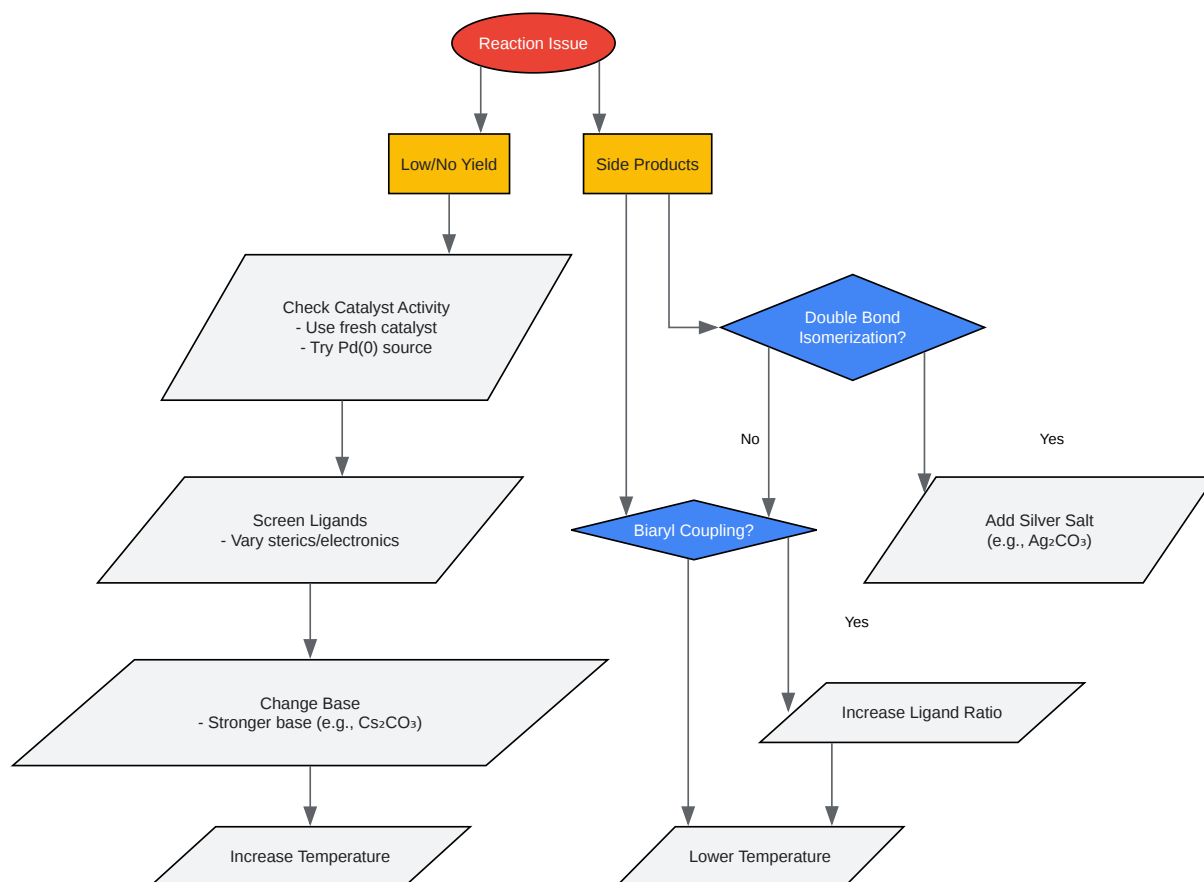 Reaction Issue
Low/No Yield
Side Products
Check Catalyst Activity
- Use fresh catalyst
- Try Pd(0) source
Double Bond
Isomerization?
No
Yes
Screen Ligands
- Vary sterics/electronics
Biaryl Coupling?
Add Silver Salt
(e.g., Ag₂CO₃)
Yes
Change Base
- Stronger base (e.g., Cs₂CO₃)
Increase Ligand Ratio
Increase Temperature
Lower Temperature